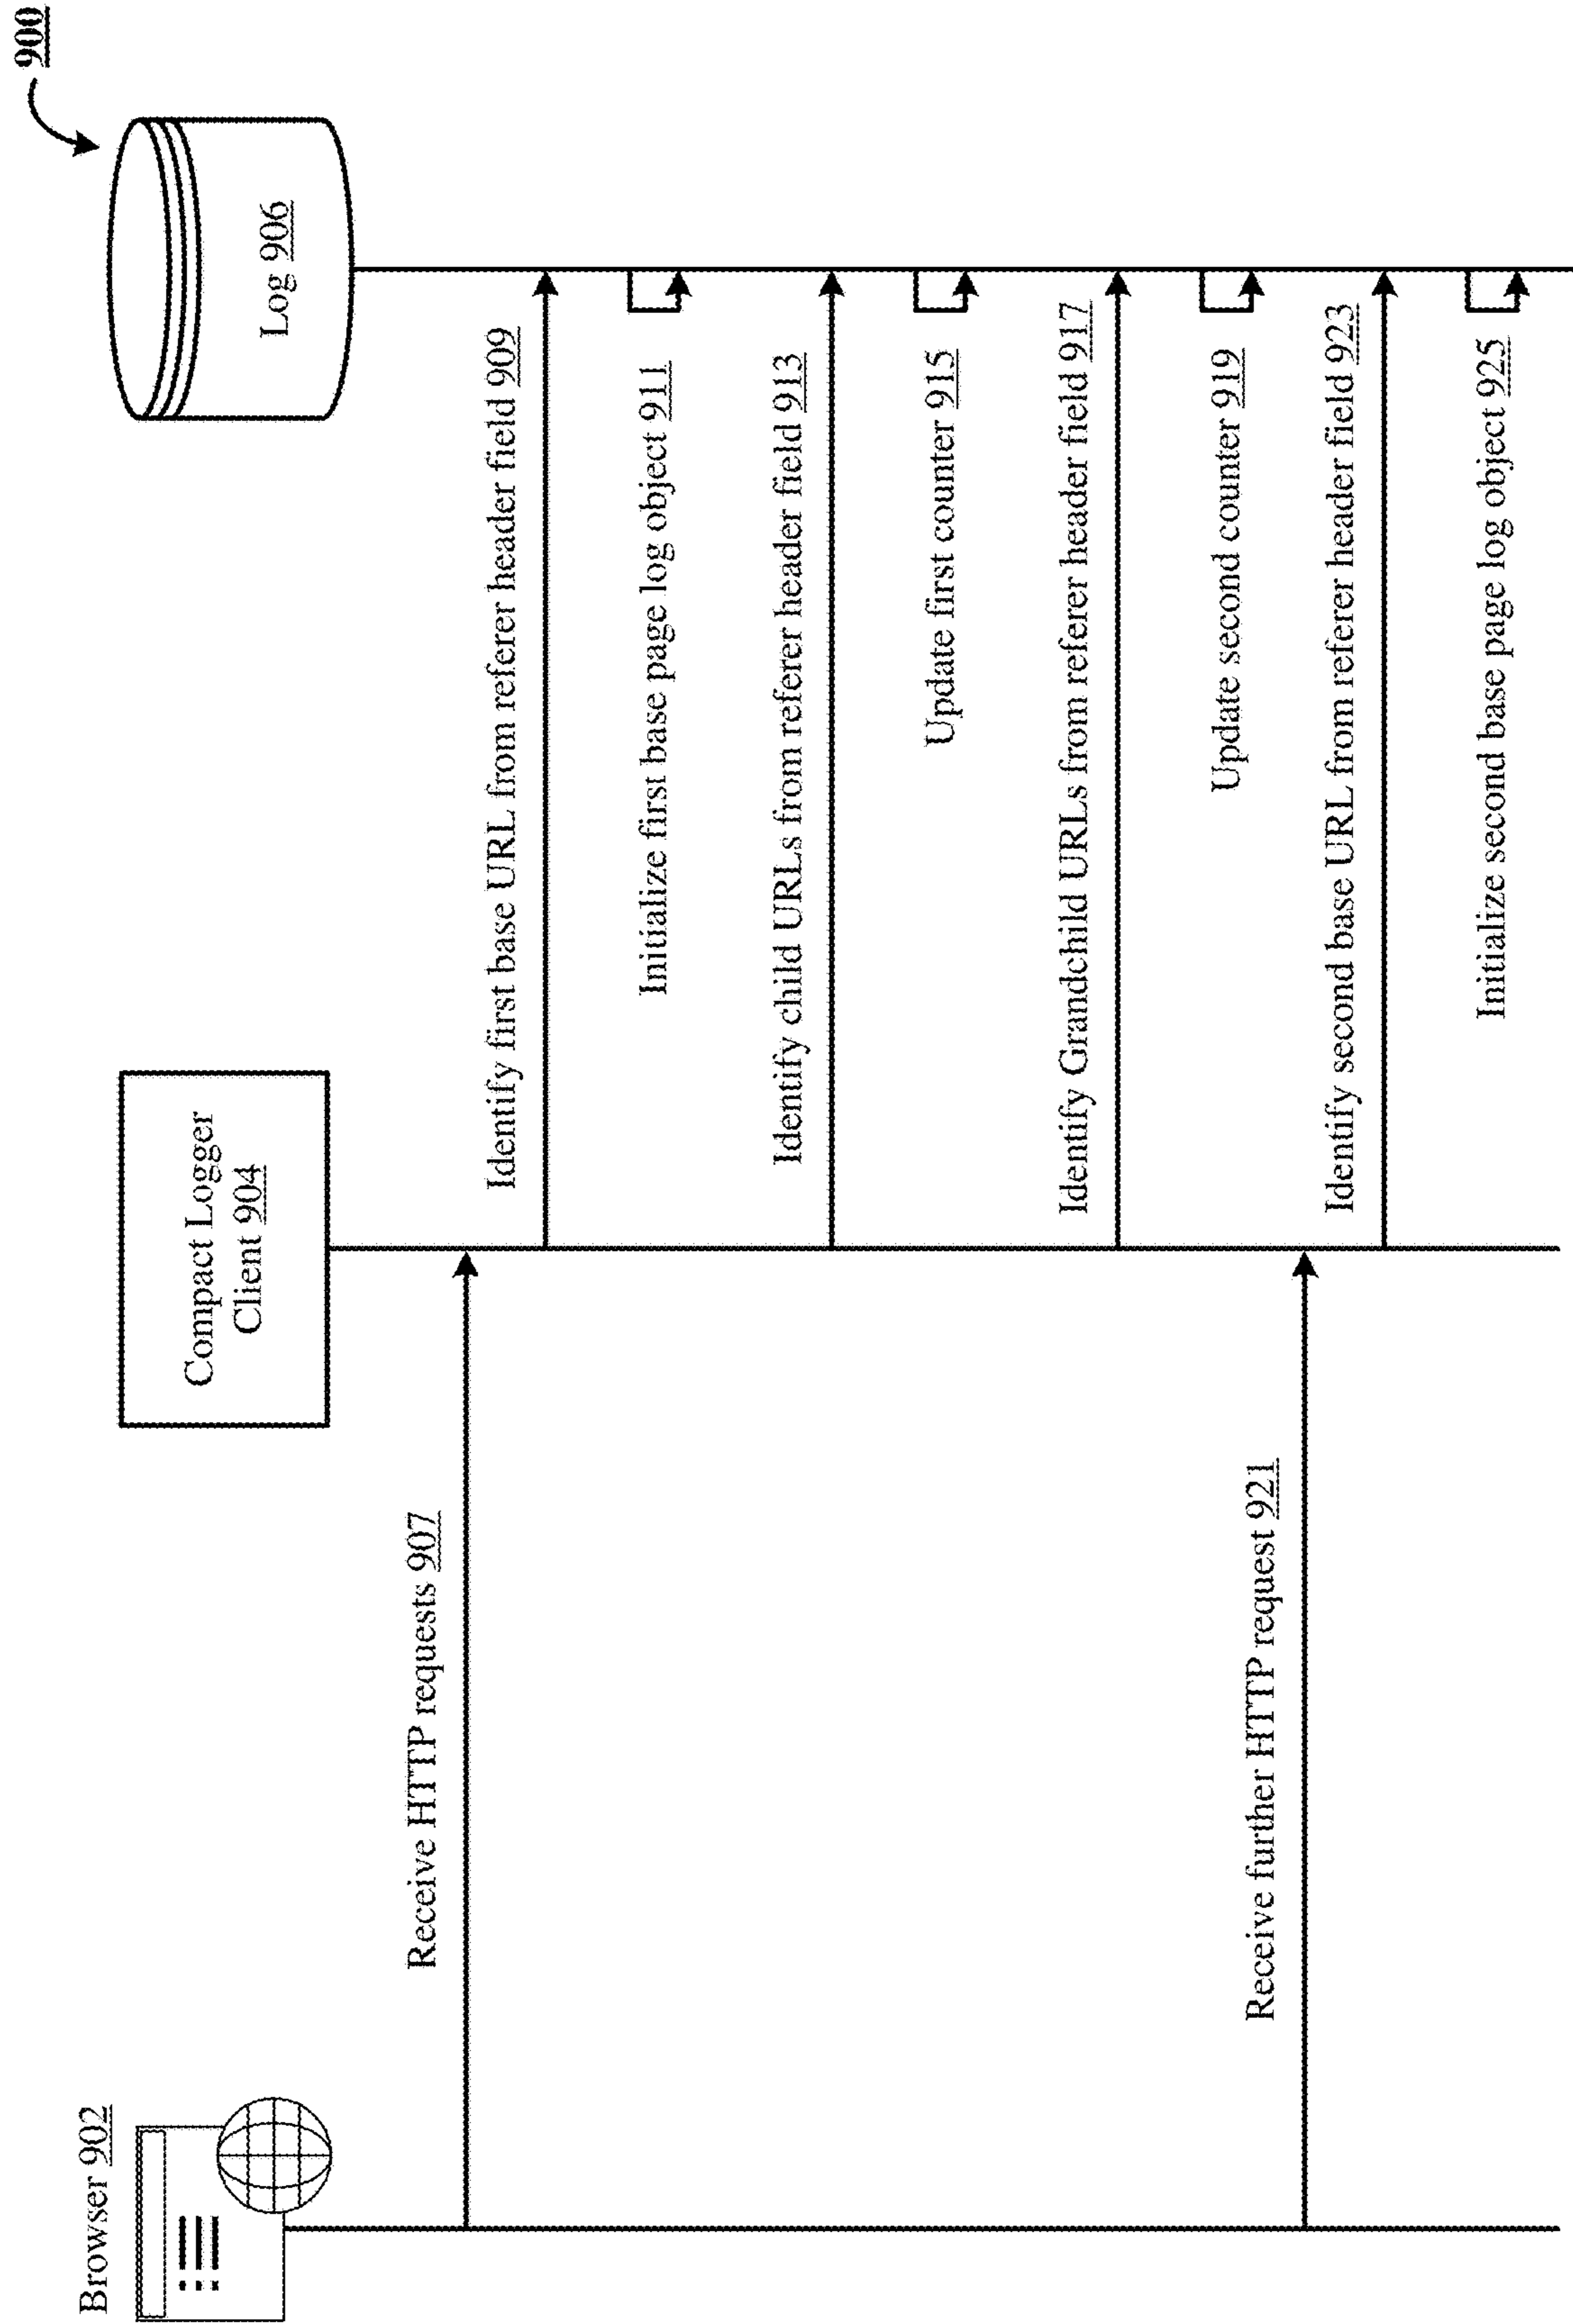 900
Browser 902
Compact Logger
Client 904
Log 906
Receive HTTP requests 907
Identify first base URL from referer header field 909
Initialize first base page log object 911
Identify child URLs from referer header field 913
Update first counter 915
Identify Grandchild URLs from referer header field 917
Update second counter 919
Receive further HTTP request 921
Identify second base URL from referer header field 923
Initialize second base page log object 925